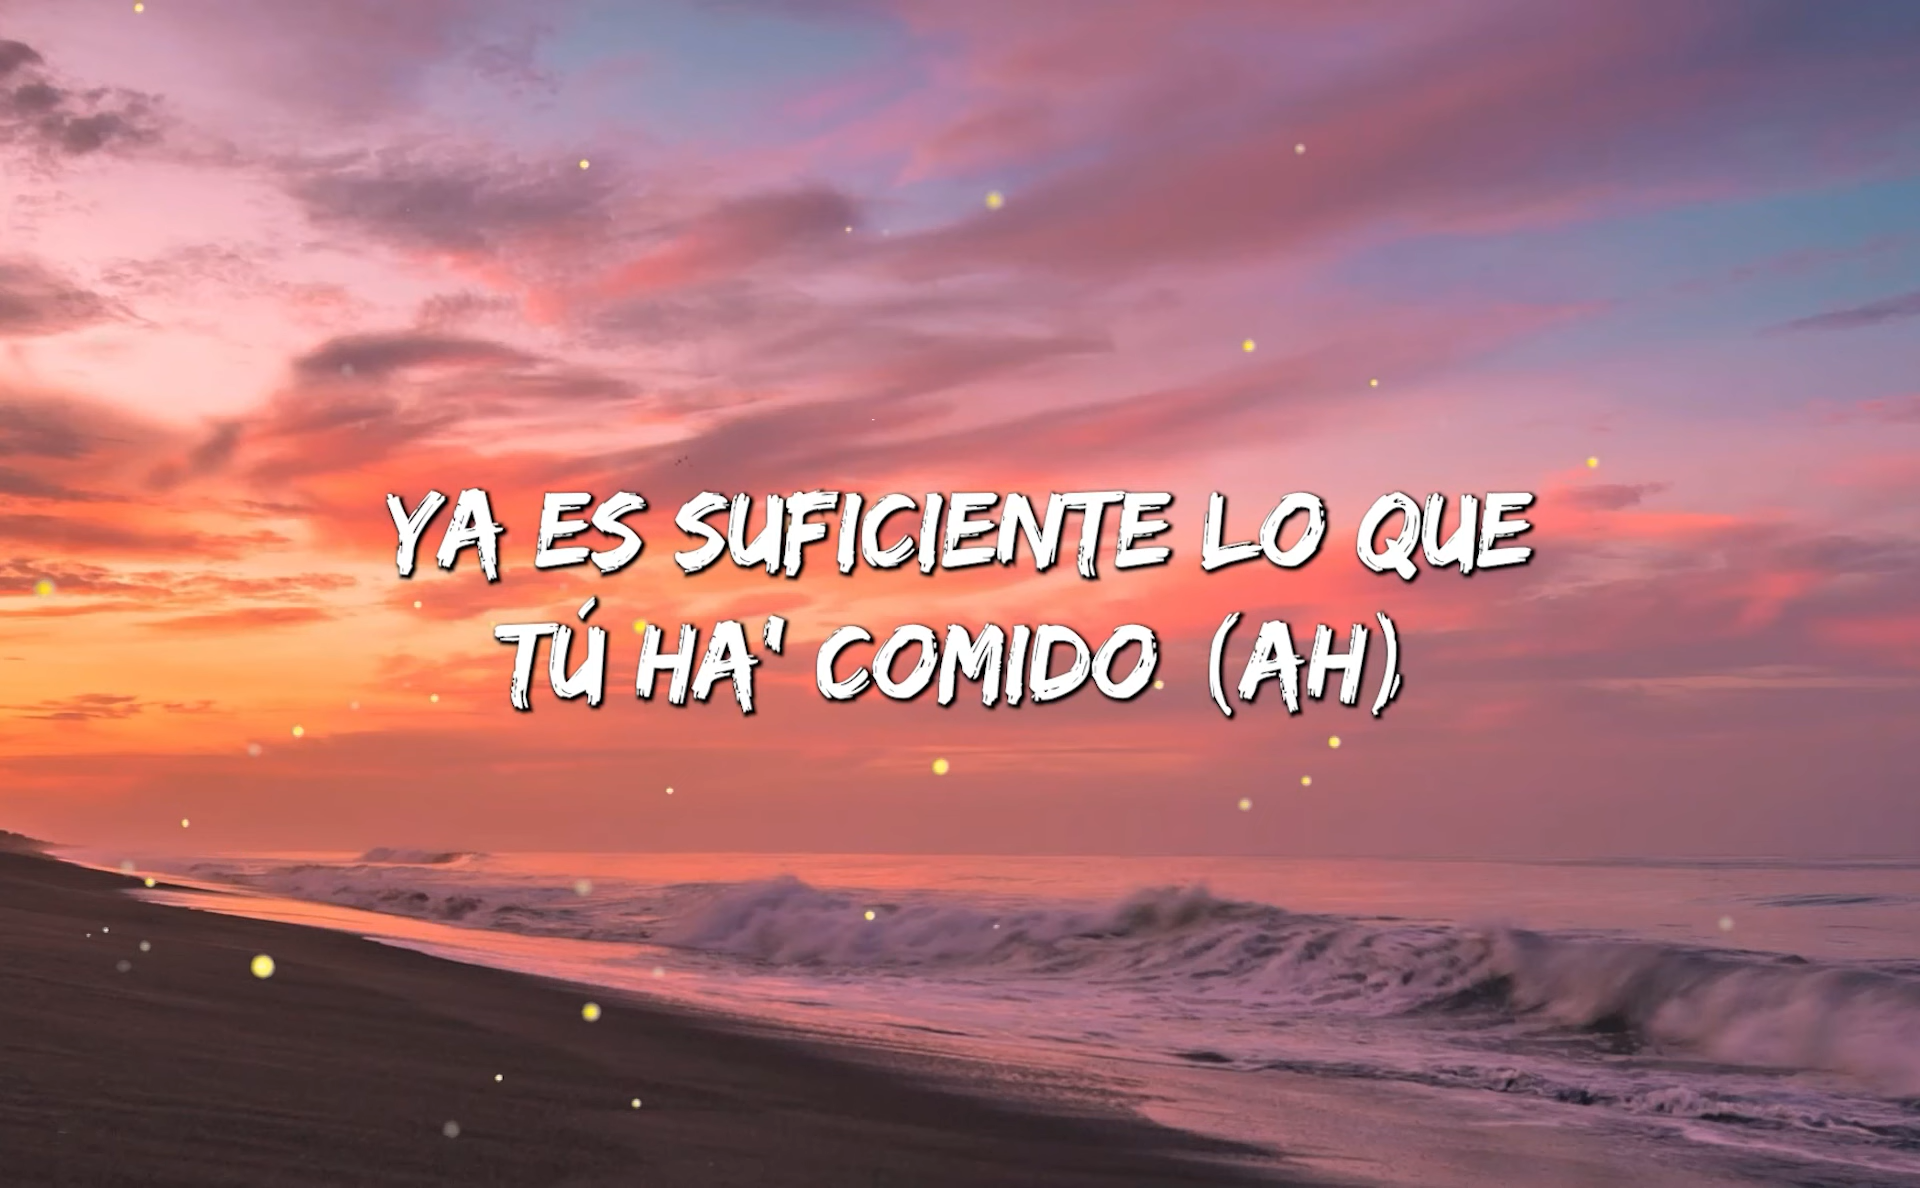 YA ES SUFICIENTE LO QUE
TÚ HA' COMIDO (AH)